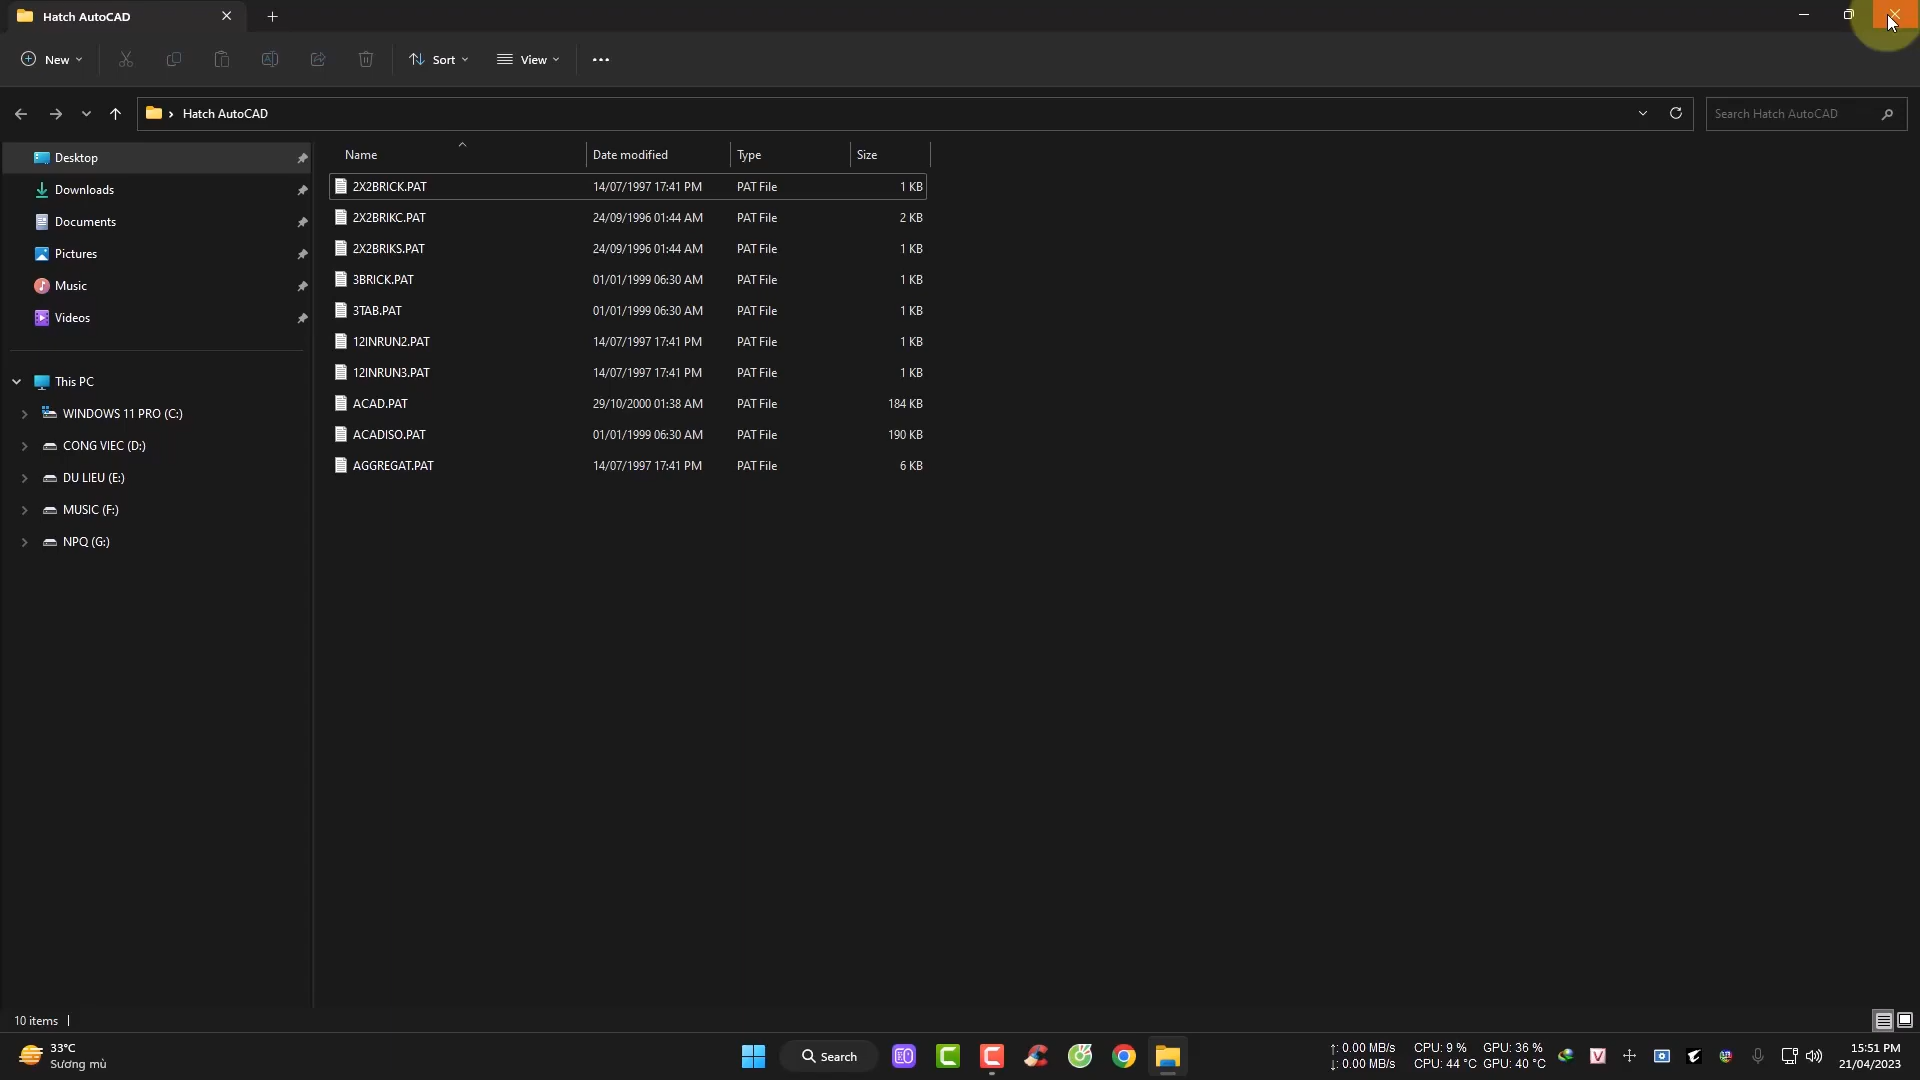 Hatch AutoCAD
New
Sort
View
Hatch AutoCAD
Search Hatch AutoCAD
Desktop
Downloads
Documents
Pictures
Music
Videos
This PC
WINDOWS 11 PRO (C:)
CONG VIEC (D:)
DU LIEU (E:)
MUSIC (F:)
NPQ (G:)
Name Date modified Type Size
2X2BRICK.PAT 14/07/1997 17:41 PM PAT File 1 KB
2X2BRIKC.PAT 24/09/1996 01:44 AM PAT File 2 KB
2X2BRIKS.PAT 24/09/1996 01:44 AM PAT File 1 KB
3BRICK.PAT 01/01/1999 06:30 AM PAT File 1 KB
3TAB.PAT 01/01/1999 06:30 AM PAT File 1 KB
12INRUN2.PAT 14/07/1997 17:41 PM PAT File 1 KB
12INRUN3.PAT 14/07/1997 17:41 PM PAT File 1 KB
ACAD.PAT 29/10/2000 01:38 AM PAT File 184 KB
ACADISO.PAT 01/01/1999 06:30 AM PAT File 190 KB
AGGREGAT.PAT 14/07/1997 17:41 PM PAT File 6 KB
10 items
33°C
Sương mù
Search
↑: 0.00 MB/s CPU: 9 % GPU: 36 %
↓: 0.00 MB/s CPU: 44 °C GPU: 40 °C
15:51 PM
21/04/2023